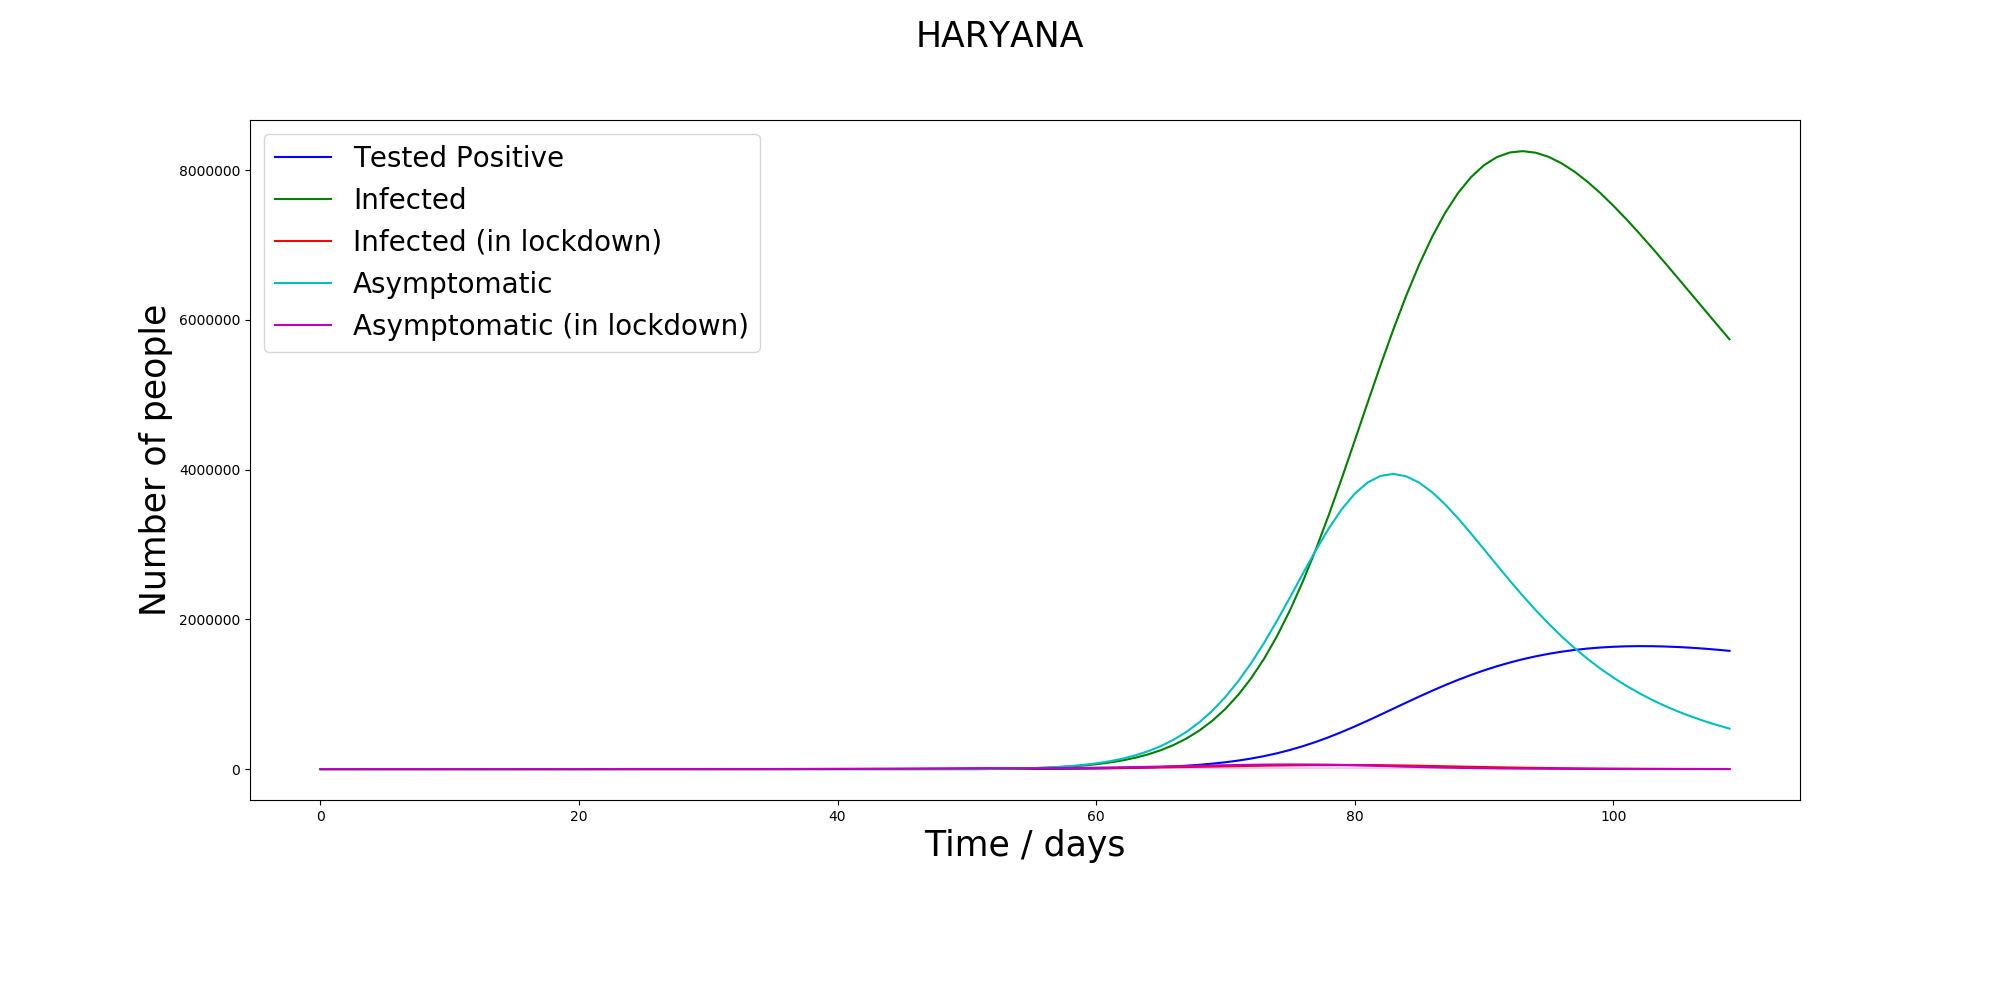 HARYANA
Tested Positive
Infected
Infected (in lockdown)
Asymptomatic
Asymptomatic (in lockdown)
Number of people
8000000
6000000
4000000
2000000
0
0 20 40 60 80 100
Time / days